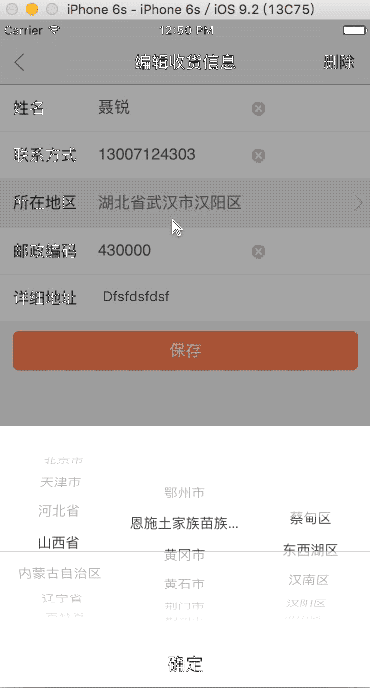 iPhone 6s - iPhone 6s / iOS 9.2 (13C75)
Carrier 12:50 PM
编辑收货信息 删除
姓名 聂锐
联系方式 13007124303
所在地区 湖北省武汉市汉阳区
邮政编码 430000
详细地址 Dfsfdsfdsf
保存
北京市
天津市 鄂州市
河北省 恩施土家族苗族... 蔡甸区
山西省 黄冈市 东西湖区
内蒙古自治区 黄石市 汉南区
辽宁省 荆门市 汉阳区
确定